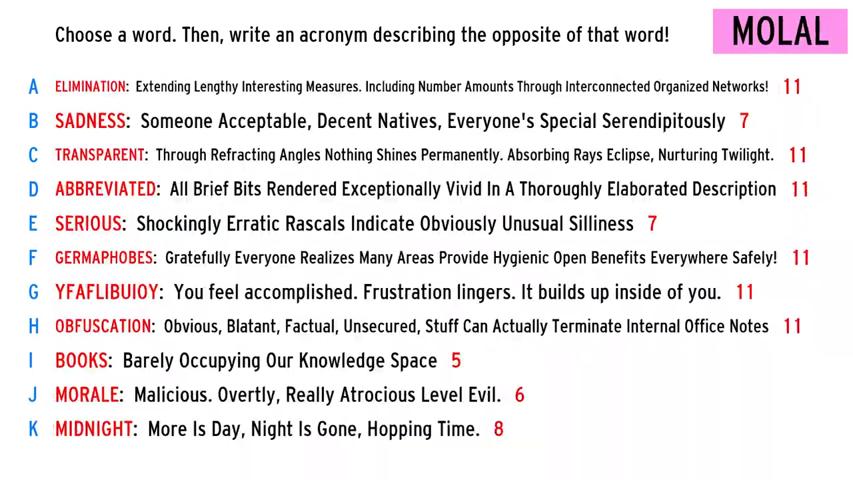 Choose a word. Then, write an acronym describing the opposite of that word!
MOLAL
A ELIMINATION: Extending Lengthy Interesting Measures. Including Number Amounts Through Interconnected Organized Networks! 11
B SADNESS: Someone Acceptable, Decent Natives, Everyone's Special Serendipitously 7
C TRANSPARENT: Through Refracting Angles Nothing Shines Permanently. Absorbing Rays Eclipse, Nurturing Twilight. 11
D ABBREVIATED: All Brief Bits Rendered Exceptionally Vivid In A Thoroughly Elaborated Description 11
E SERIOUS: Shockingly Erratic Rascals Indicate Obviously Unusual Silliness 7
F GERMAPHOBES: Gratefully Everyone Realizes Many Areas Provide Hygienic Open Benefits Everywhere Safely! 11
G YFAFLIBUIOY: You feel accomplished. Frustration lingers. It builds up inside of you. 11
H OBFUSCATION: Obvious, Blatant, Factual, Unsecured, Stuff Can Actually Terminate Internal Office Notes 11
I BOOKS: Barely Occupying Our Knowledge Space 5
J MORALE: Malicious. Overtly, Really Atrocious Level Evil. 6
K MIDNIGHT: More Is Day, Night Is Gone, Hopping Time. 8